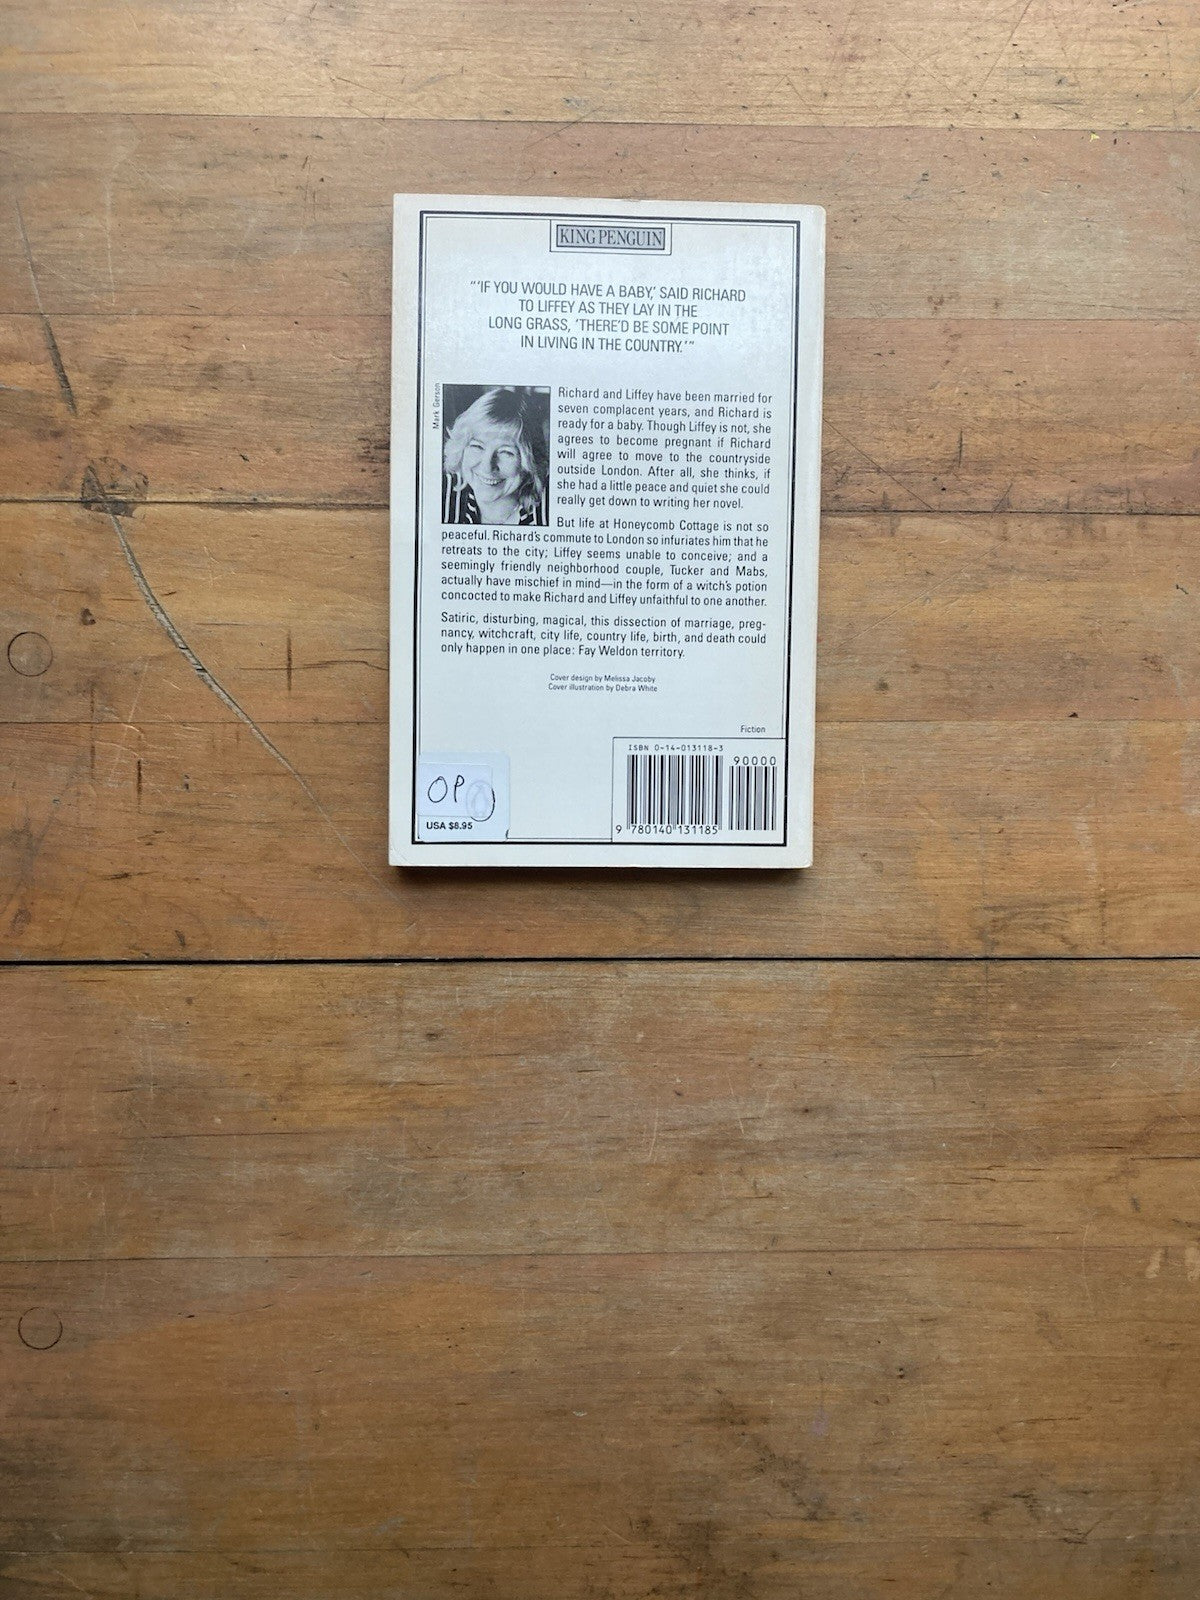 KING PENGUIN
“‘IF YOU WOULD HAVE A BABY,’ SAID RICHARD
TO LIFFEY AS THEY LAY IN THE
LONG GRASS, ‘THERE’D BE SOME POINT
IN LIVING IN THE COUNTRY.’”
Mark Gerson
Richard and Liffey have been married for
seven complacent years, and Richard is
ready for a baby. Though Liffey is not, she
agrees to become pregnant if Richard
will agree to move to the countryside
outside London. After all, she thinks, if
she had a little peace and quiet she could
really get down to writing her novel.
But life at Honeycomb Cottage is not so
peaceful. Richard’s commute to London so infuriates him that he
retreats to the city; Liffey seems unable to conceive; and a
seemingly friendly neighborhood couple, Tucker and Mabs,
actually have mischief in mind—in the form of a witch’s potion
concocted to make Richard and Liffey unfaithful to one another.
Satiric, disturbing, magical, this dissection of marriage, preg-
nancy, witchcraft, city life, country life, birth, and death could
only happen in one place: Fay Weldon territory.
Cover design by Melissa Jacoby
Cover illustration by Debra White
Fiction
ISBN 0-14-013118-3
90000
9 780140 131185
OP
USA $8.95